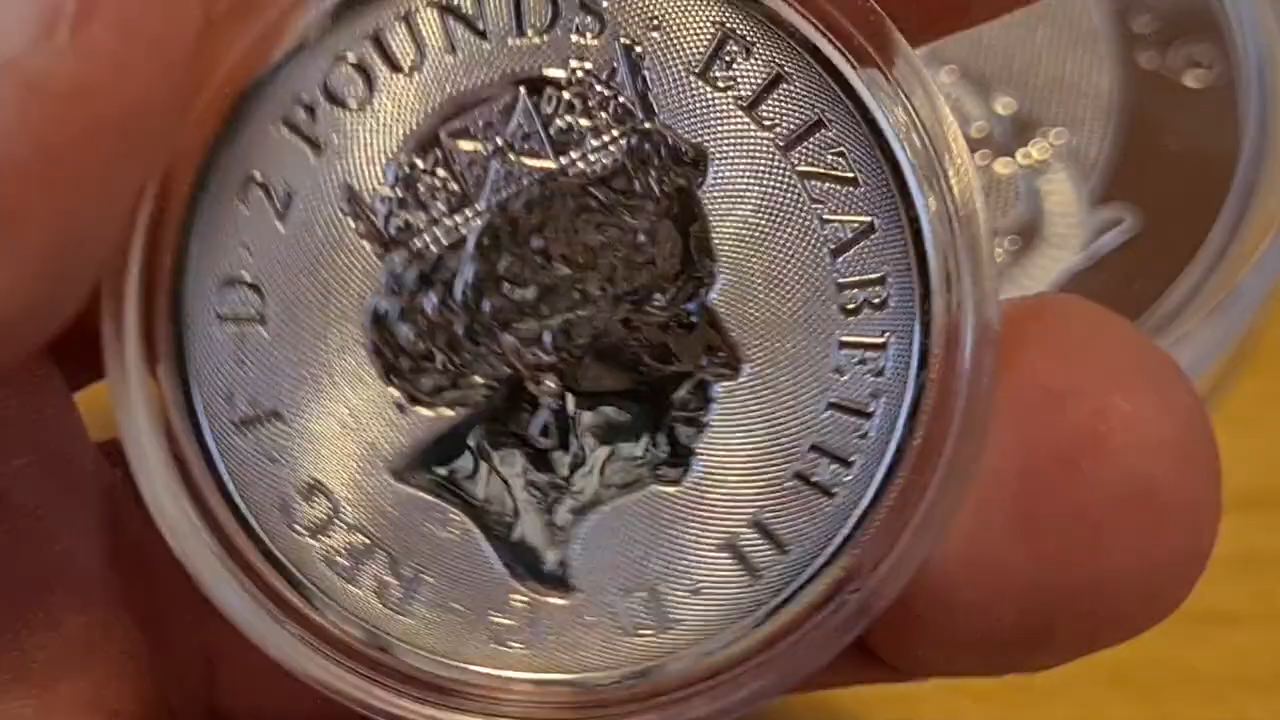 ELIZABETH II · D · G · REG · F · D · 2 POUNDS ·